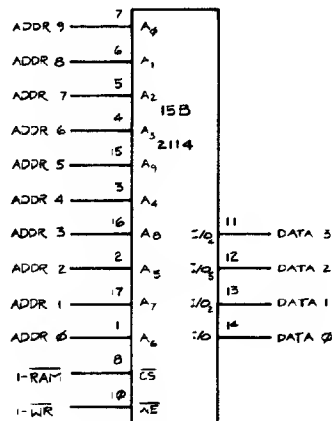 7
ADDR 9 A0
6
ADDR 8 A1
5
ADDR 7 A2
15B
4
ADDR 6 A3
2114
15
ADDR 5 A9
3
ADDR 4 A4
16 11
ADDR 3 A8 I/O4 DATA 3
2 12
ADDR 2 A5 I/O3 DATA 2
17 13
ADDR 1 A7 I/O2 DATA 1
1 14
ADDR 0 A6 I/O DATA 0
8
1-RAM CS
10
1-WR WE